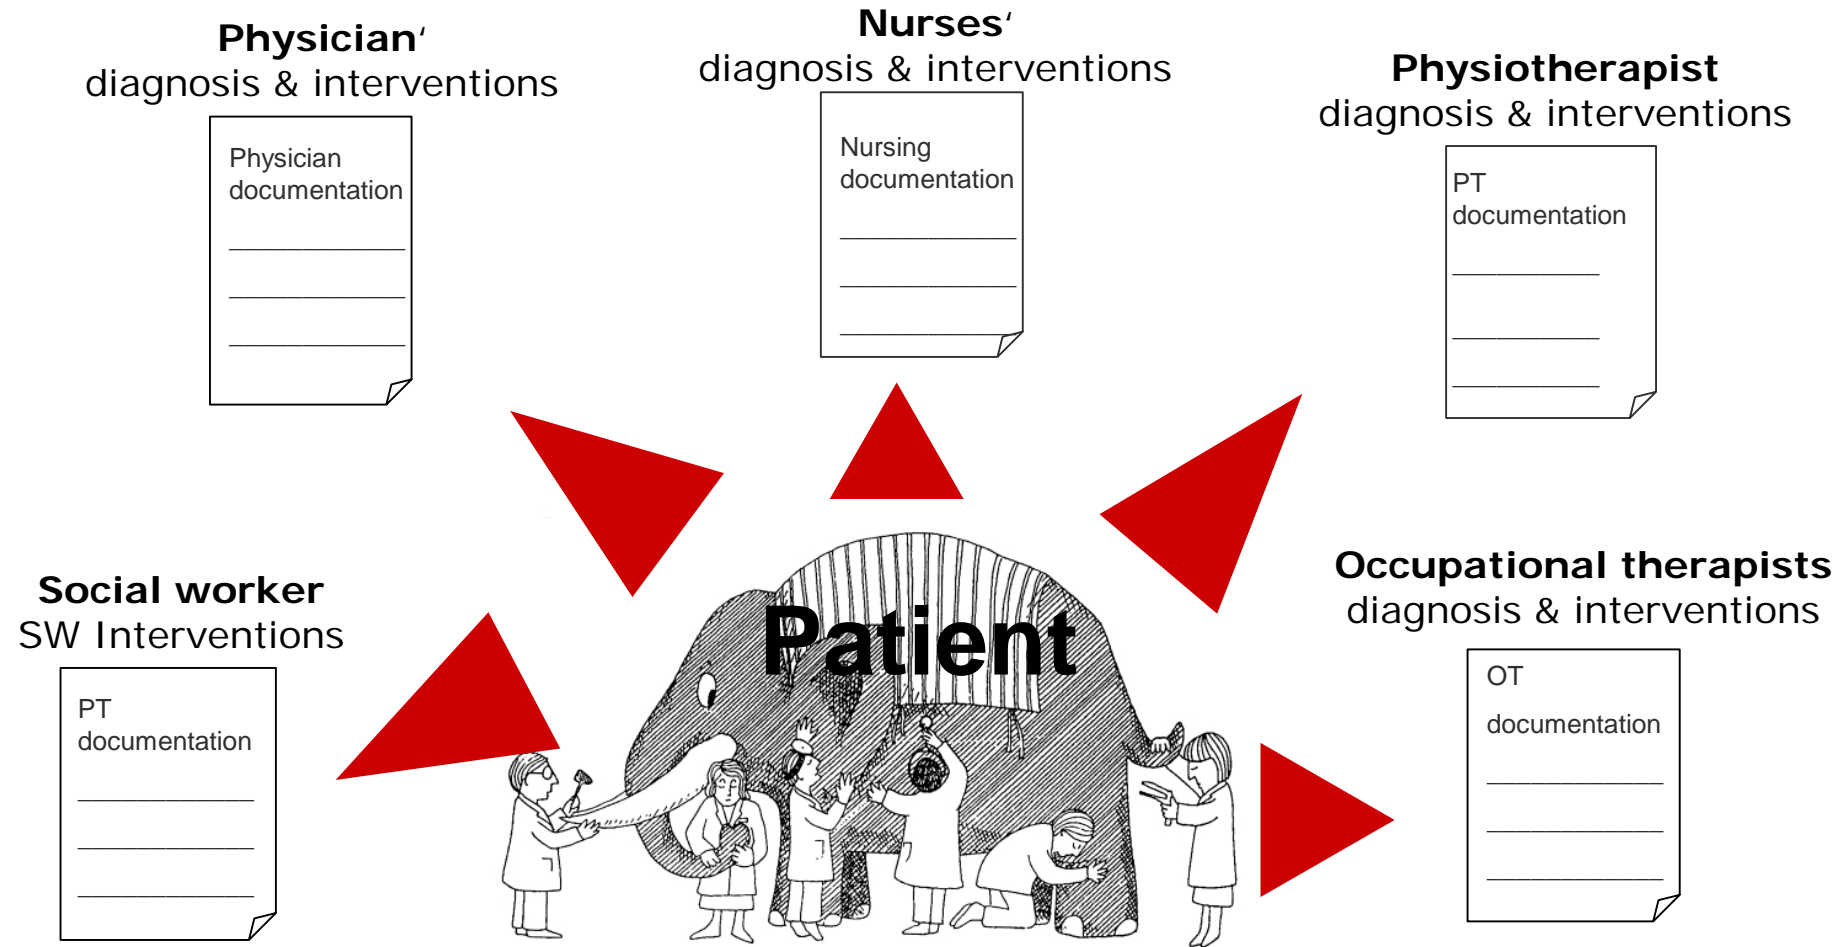 Physician‘
diagnosis & interventions
Physician
documentation
Nurses‘
diagnosis & interventions
Nursing
documentation
Physiotherapist
diagnosis & interventions
PT
documentation
Social worker
SW Interventions
PT
documentation
Patient
Occupational therapists
diagnosis & interventions
OT
documentation